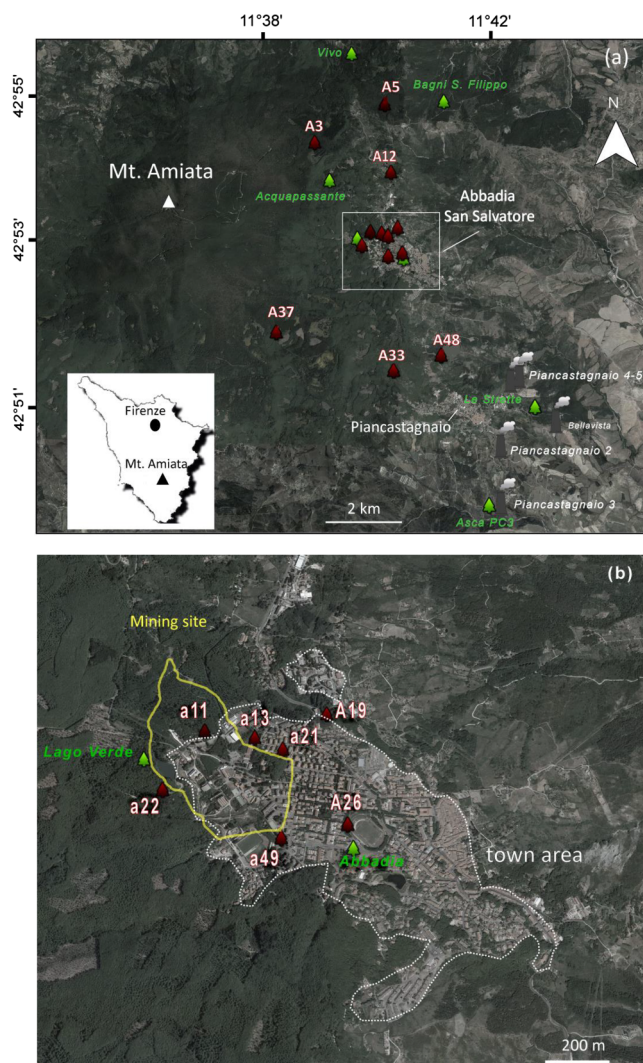 11°38' 11°42'
(a)
Vivo
42°55'
A5
Bagni S. Filippo
N
A3
A12
Mt. Amiata
Acquapassante
Abbadia
San Salvatore
42°53'
A37
A48
A33
Piancastagnaio 4-5
Le Strette
42°51'
Firenze
Piancastagnaio
Bellavista
Piancastagnaio 2
Mt. Amiata
Piancastagnaio 3
2 km
Asca PC3
(b)
Mining site
a11
a13
A19
a21
Lago Verde
a22
A26
a49
Abbadia
town area
200 m